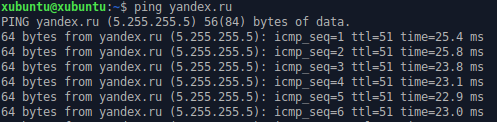 xubuntu@xubuntu:~$ ping yandex.ru
PING yandex.ru (5.255.255.5) 56(84) bytes of data.
64 bytes from yandex.ru (5.255.255.5): icmp_seq=1 ttl=51 time=25.4 ms
64 bytes from yandex.ru (5.255.255.5): icmp_seq=2 ttl=51 time=25.8 ms
64 bytes from yandex.ru (5.255.255.5): icmp_seq=3 ttl=51 time=23.8 ms
64 bytes from yandex.ru (5.255.255.5): icmp_seq=4 ttl=51 time=23.1 ms
64 bytes from yandex.ru (5.255.255.5): icmp_seq=5 ttl=51 time=22.9 ms
64 bytes from yandex.ru (5.255.255.5): icmp_seq=6 ttl=51 time=23.0 ms